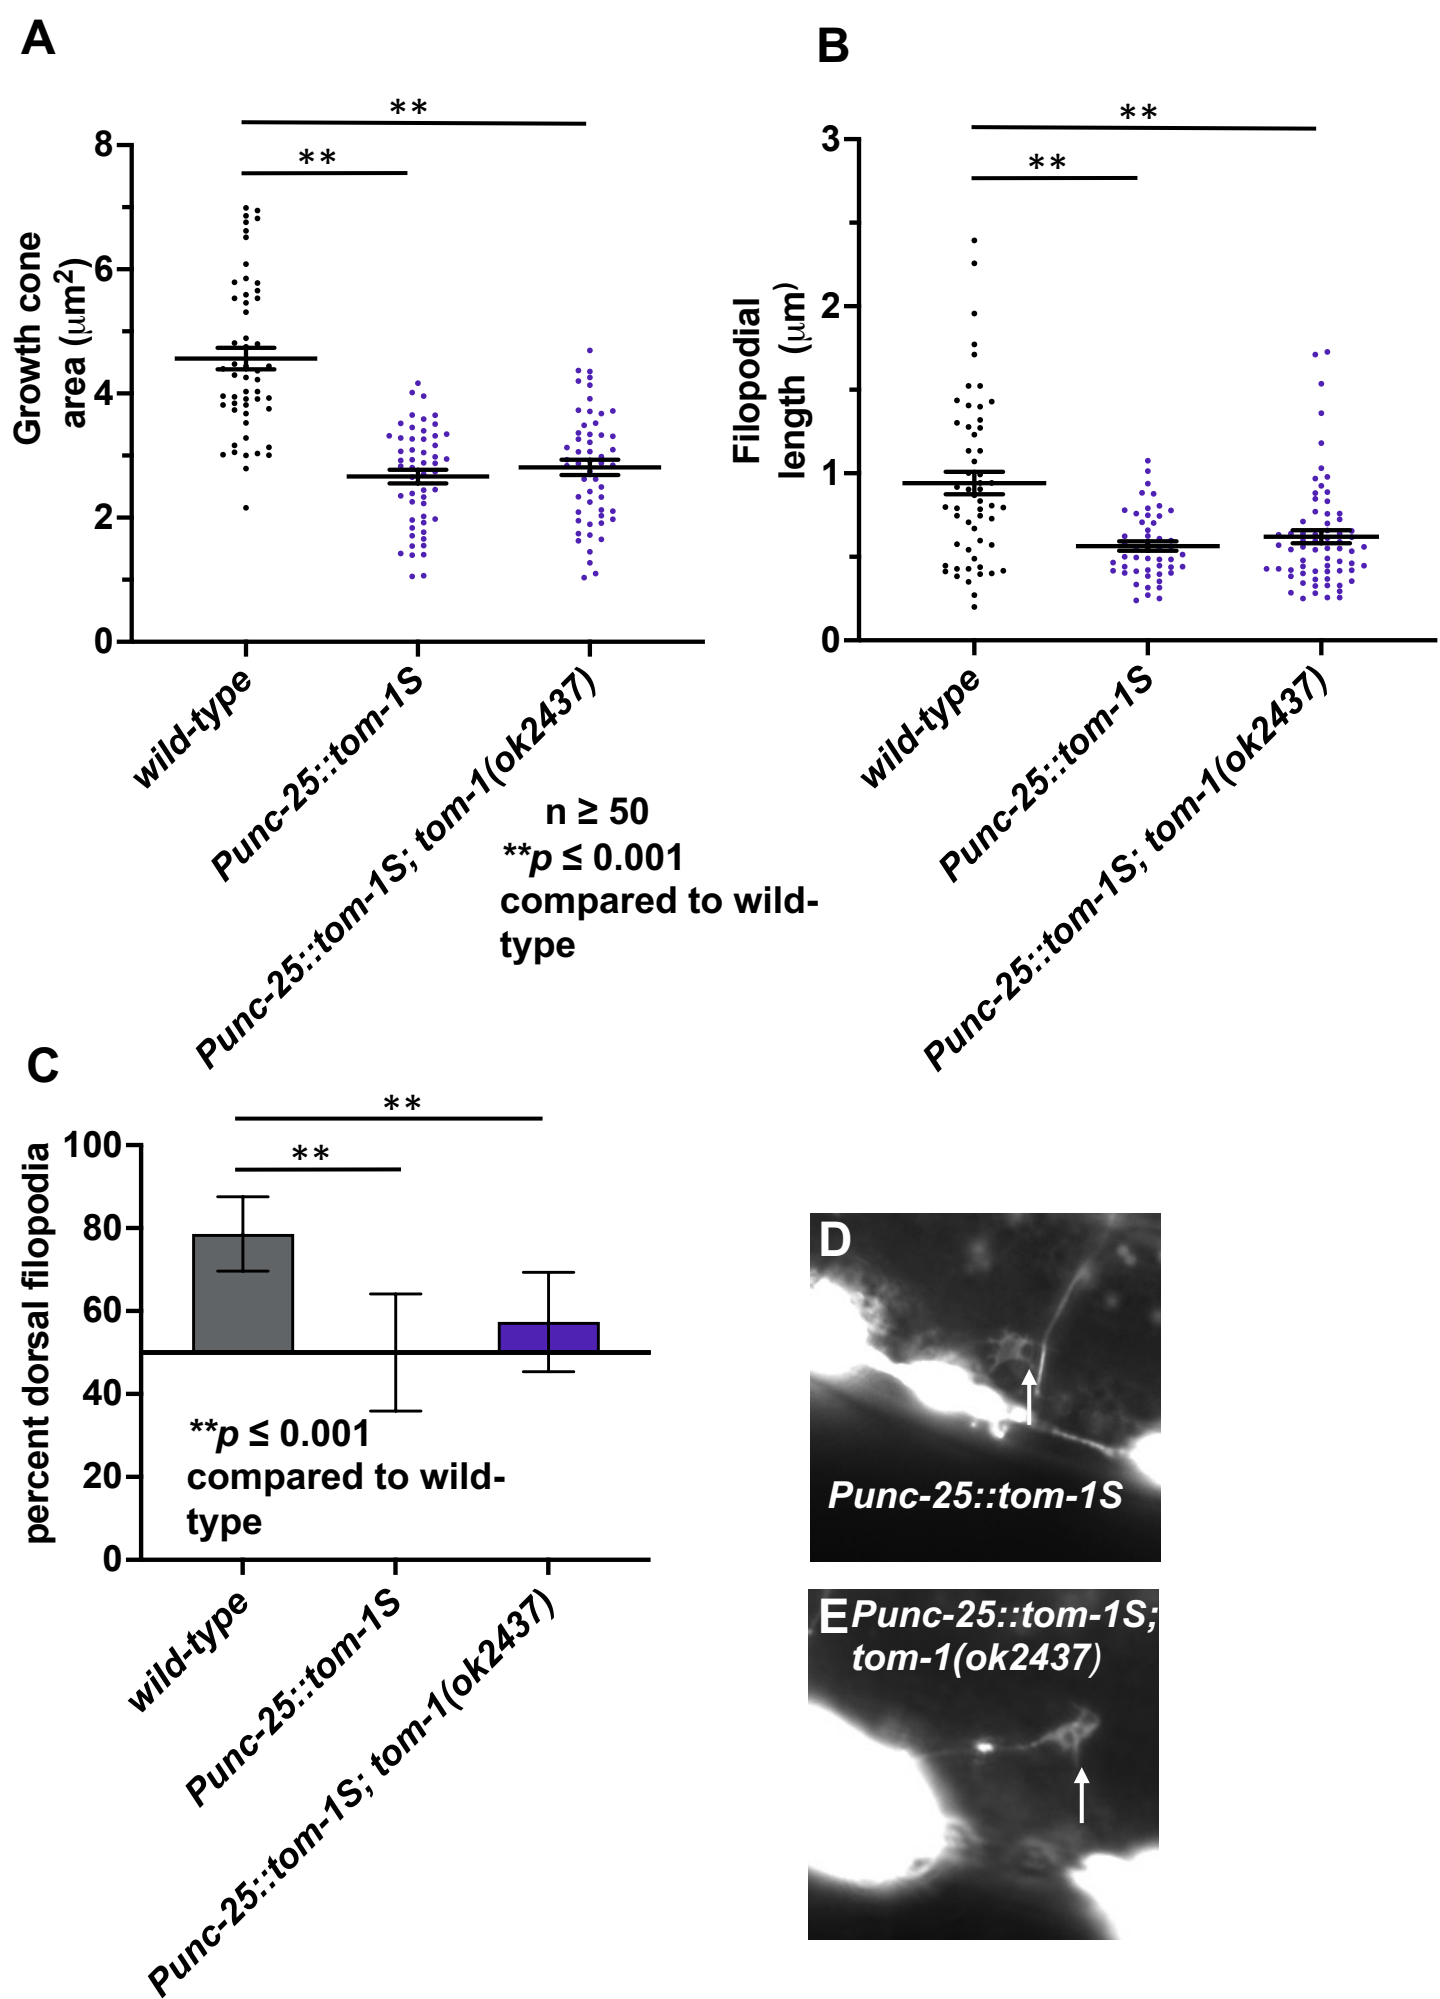 A
**
**
8
6
4
2
0
Growth cone
area (μm2)
wild-type
Punc-25::tom-1S
Punc-25::tom-1S; tom-1(ok2437)
n ≥ 50
**p ≤ 0.001
compared to wild-
type
B
**
**
3
2
1
0
Filopodial
length (μm)
wild-type
Punc-25::tom-1S
Punc-25::tom-1S; tom-1(ok2437)
C
**
**
100
80
60
40
20
0
percent dorsal filopodia
**p ≤ 0.001
compared to wild-
type
wild-type
Punc-25::tom-1S
Punc-25::tom-1S; tom-1(ok2437)
D
Punc-25::tom-1S
E Punc-25::tom-1S;
tom-1(ok2437)